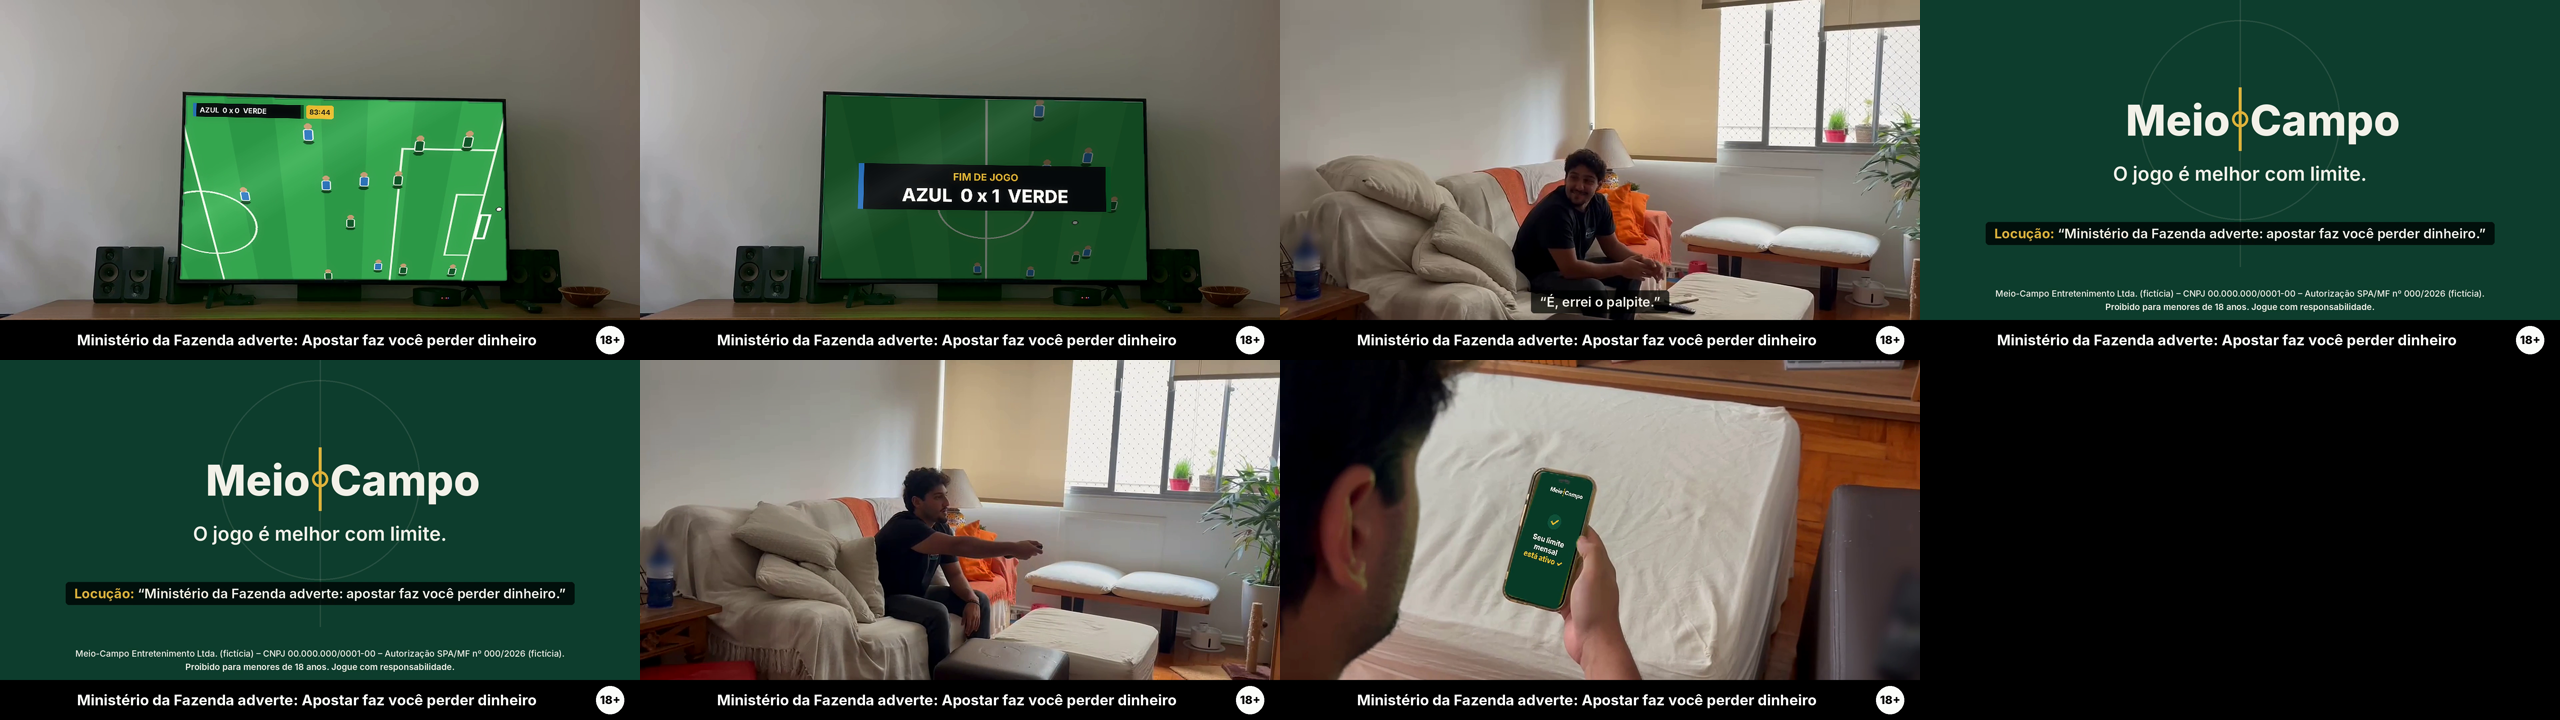 AZUL 0 x 0 VERDE 83:44
Ministério da Fazenda adverte: Apostar faz você perder dinheiro 18+
FIM DE JOGO
AZUL 0 x 1 VERDE
Ministério da Fazenda adverte: Apostar faz você perder dinheiro 18+
“É, errei o palpite.”
Ministério da Fazenda adverte: Apostar faz você perder dinheiro 18+
Meio Campo
O jogo é melhor com limite.
Locução: “Ministério da Fazenda adverte: apostar faz você perder dinheiro.”
Meio-Campo Entretenimento Ltda. (fictícia) – CNPJ 00.000.000/0001-00 – Autorização SPA/MF nº 000/2026 (fictícia).
Proibido para menores de 18 anos. Jogue com responsabilidade.
Ministério da Fazenda adverte: Apostar faz você perder dinheiro 18+
Meio Campo
O jogo é melhor com limite.
Locução: “Ministério da Fazenda adverte: apostar faz você perder dinheiro.”
Meio-Campo Entretenimento Ltda. (fictícia) – CNPJ 00.000.000/0001-00 – Autorização SPA/MF nº 000/2026 (fictícia).
Proibido para menores de 18 anos. Jogue com responsabilidade.
Ministério da Fazenda adverte: Apostar faz você perder dinheiro 18+
Ministério da Fazenda adverte: Apostar faz você perder dinheiro 18+
Meio Campo
Seu limite
mensal
está ativo ✓
Ministério da Fazenda adverte: Apostar faz você perder dinheiro 18+